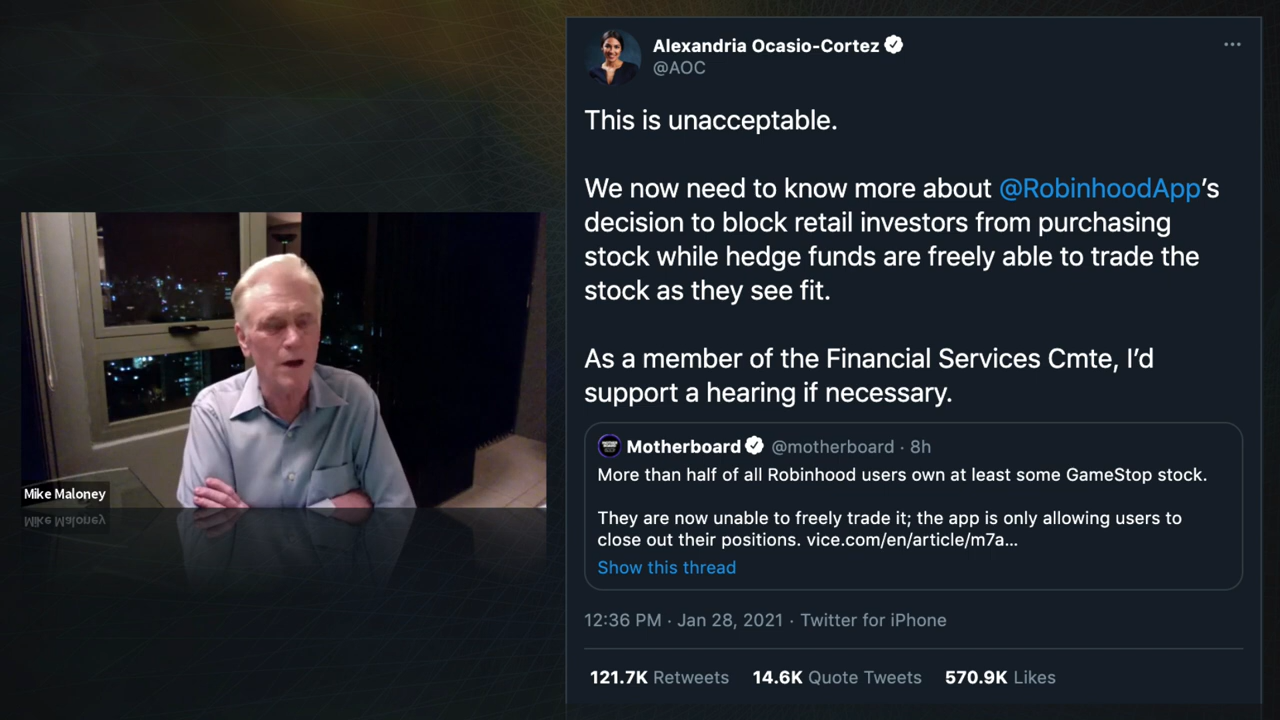 Alexandria Ocasio-Cortez
@AOC
This is unacceptable.
We now need to know more about @RobinhoodApp's
decision to block retail investors from purchasing
stock while hedge funds are freely able to trade the
stock as they see fit.
As a member of the Financial Services Cmte, I'd
support a hearing if necessary.
Motherboard @motherboard · 8h
More than half of all Robinhood users own at least some GameStop stock.
They are now unable to freely trade it; the app is only allowing users to
close out their positions. vice.com/en/article/m7a...
Show this thread
12:36 PM · Jan 28, 2021 · Twitter for iPhone
121.7K Retweets 14.6K Quote Tweets 570.9K Likes
Mike Maloney